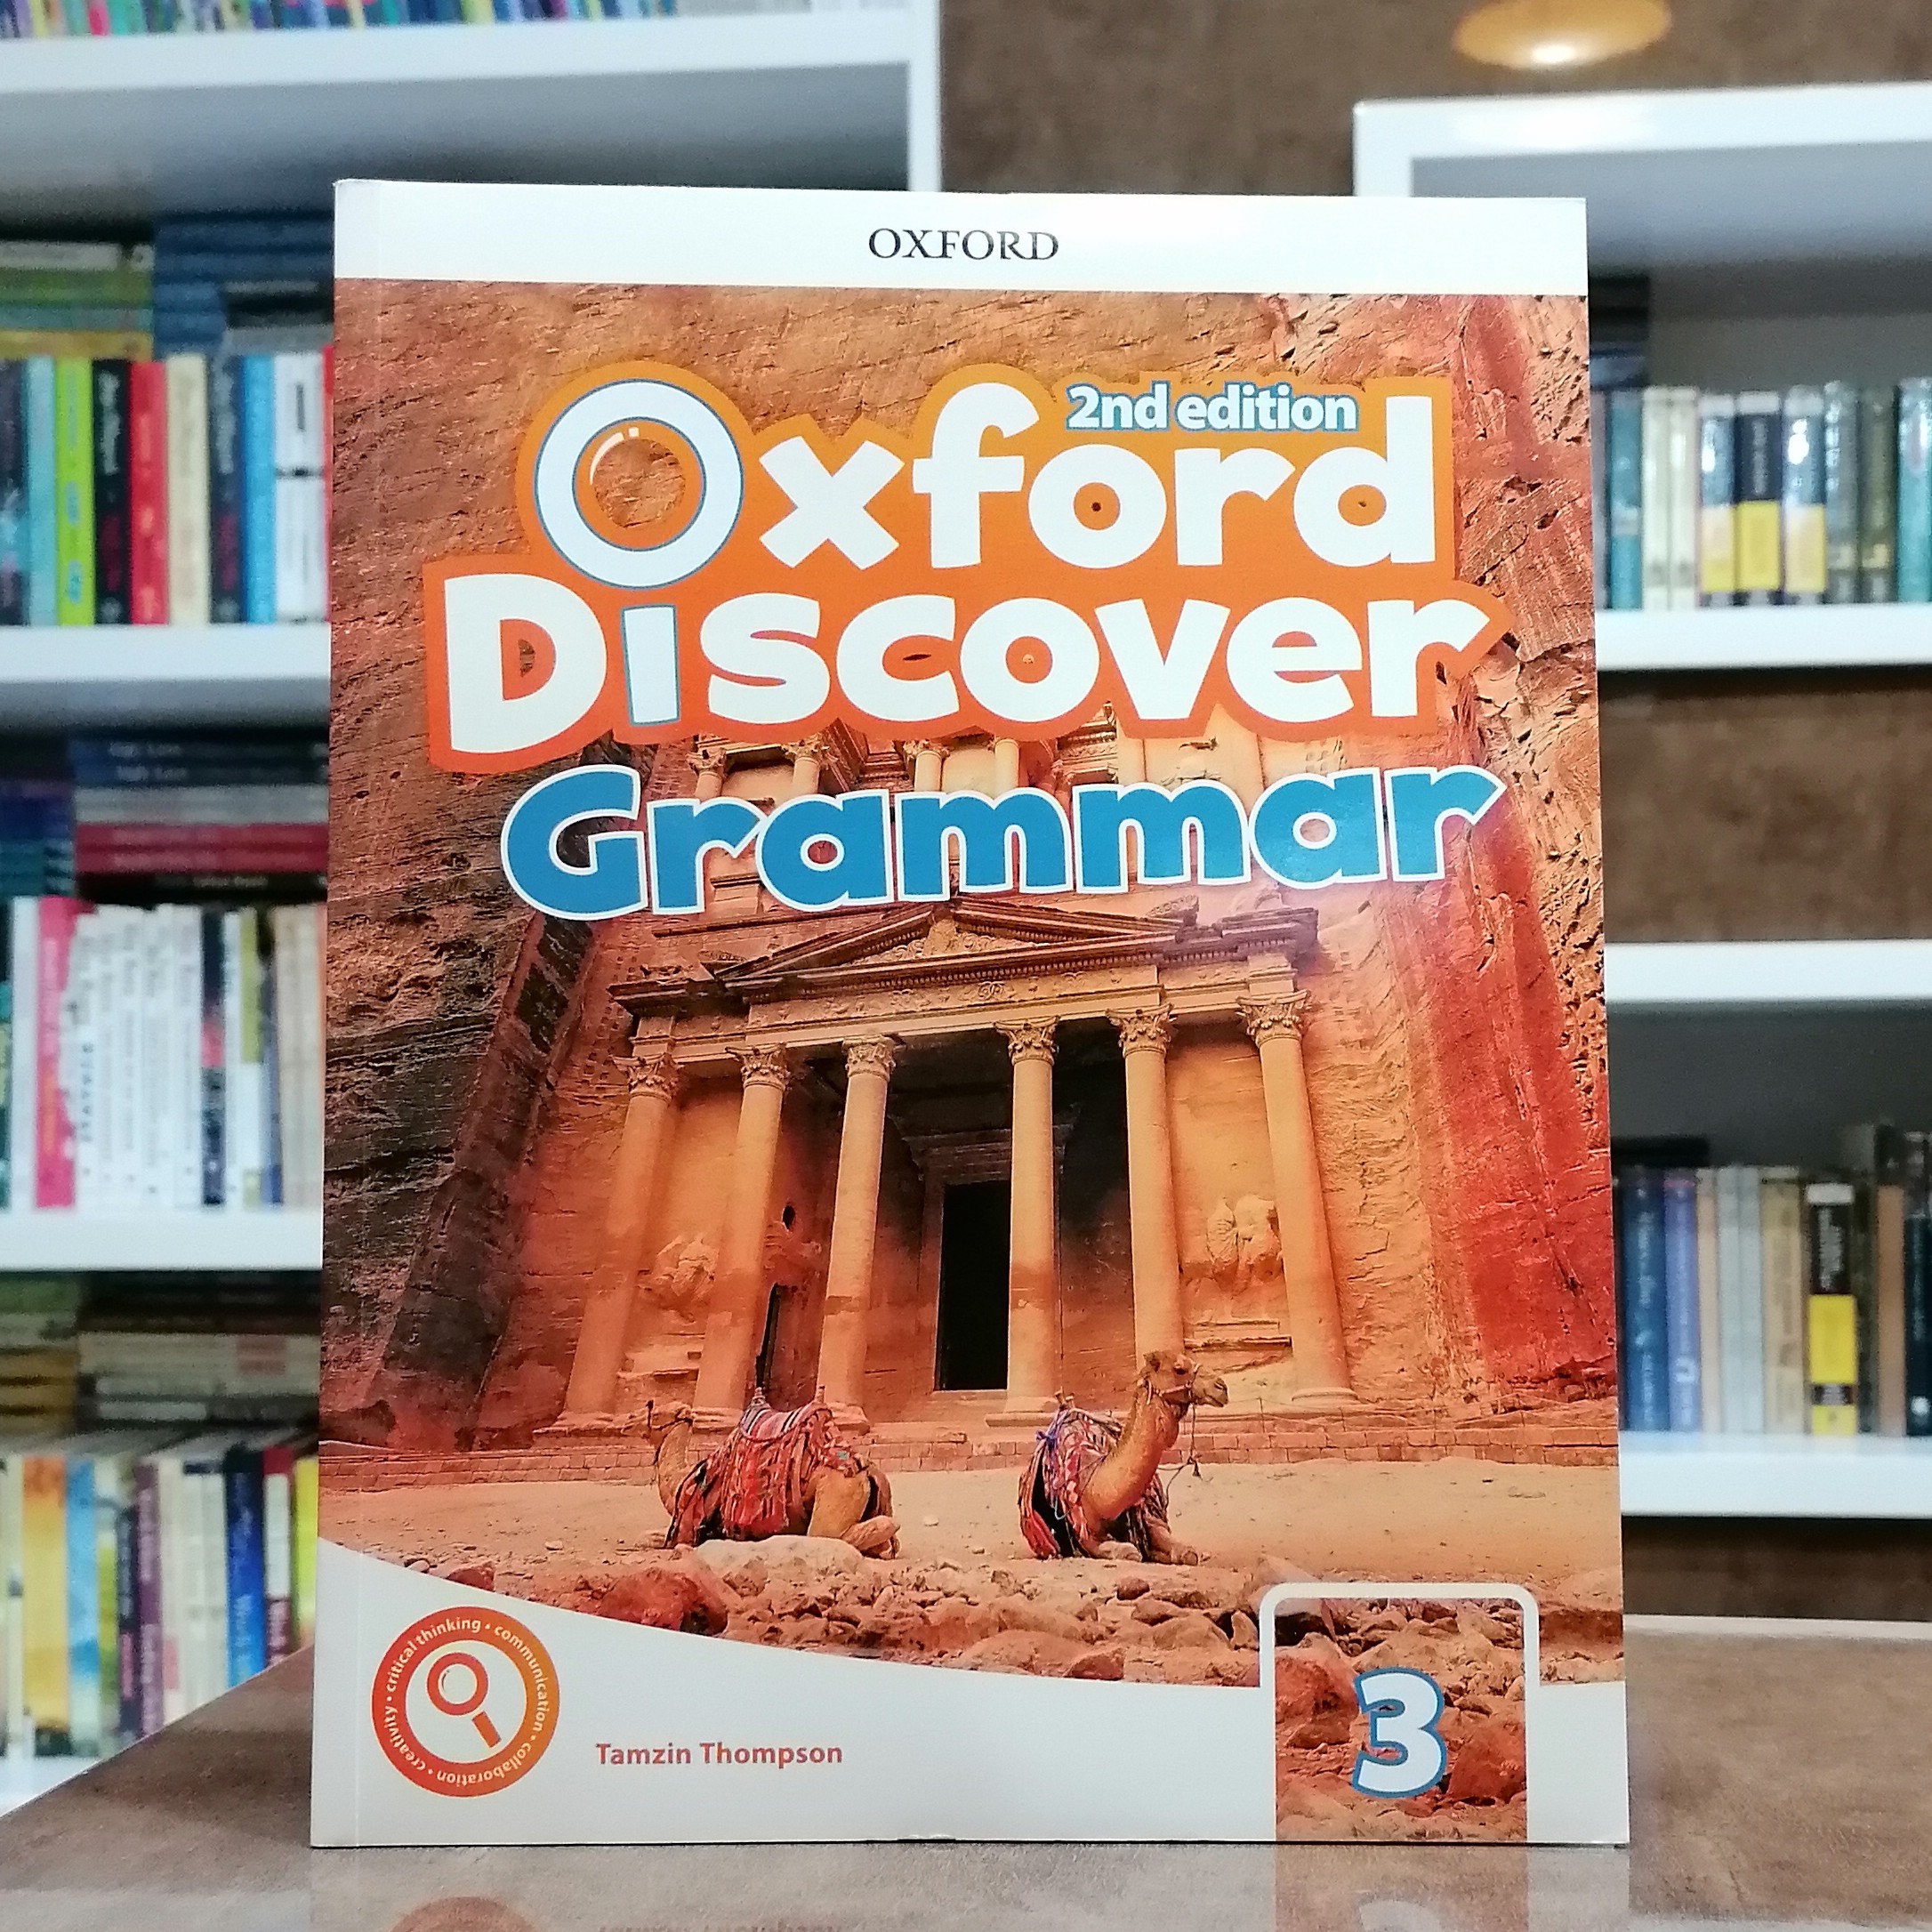 OXFORD
2nd edition
Oxford
Discover
Grammar
creativity • critical thinking • communication • collaboration •
Tamzin Thompson
3